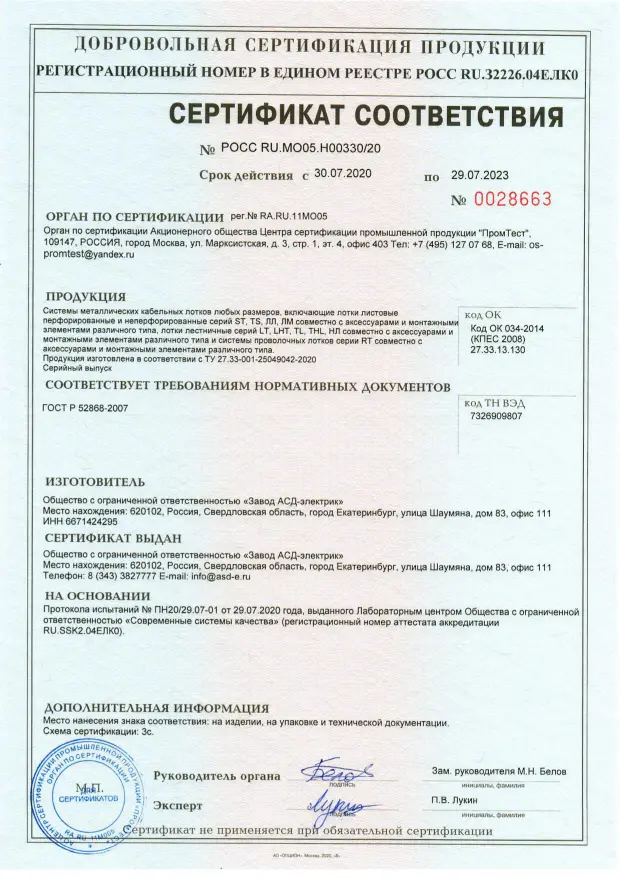 ДОБРОВОЛЬНАЯ СЕРТИФИКАЦИЯ ПРОДУКЦИИ
РЕГИСТРАЦИОННЫЙ НОМЕР В ЕДИНОМ РЕЕСТРЕ РОСС RU.32226.04ЕЛК0
СЕРТИФИКАТ СООТВЕТСТВИЯ
№ РОСС RU.МО05.Н00330/20
Срок действия с 30.07.2020 по 29.07.2023
№ 0028663
ОРГАН ПО СЕРТИФИКАЦИИ рег.№ RA.RU.11МО05
Орган по сертификации Акционерного общества Центра сертификации промышленной продукции "ПромТест",
109147, РОССИЯ, город Москва, ул. Марксистская, д. 3, стр. 1, эт. 4, офис 403 Тел: +7 (495) 127 07 68, E-mail: os-
promtest@yandex.ru
ПРОДУКЦИЯ
Системы металлических кабельных лотков любых размеров, включающие лотки листовые
перфорированные и неперфорированные серий ST, TS, ЛЛ, ЛМ совместно с аксессуарами и монтажными
элементами различного типа, лотки лестничные серий LT, LHT, TL, THL, НЛ совместно с аксессуарами и
монтажными элементами различного типа и системы проволочных лотков серии RT совместно с
аксессуарами и монтажными элементами различного типа.
Продукция изготовлена в соответствии с ТУ 27.33-001-25049042-2020
Серийный выпуск
код ОК
Код ОК 034-2014
(КПЕС 2008)
27.33.13.130
СООТВЕТСТВУЕТ ТРЕБОВАНИЯМ НОРМАТИВНЫХ ДОКУМЕНТОВ
ГОСТ Р 52868-2007
код ТН ВЭД
7326909807
ИЗГОТОВИТЕЛЬ
Общество с ограниченной ответственностью «Завод АСД-электрик»
Место нахождения: 620102, Россия, Свердловская область, город Екатеринбург, улица Шаумяна, дом 83, офис 111
ИНН 6671424295
СЕРТИФИКАТ ВЫДАН
Общество с ограниченной ответственностью «Завод АСД-электрик»
Место нахождения: 620102, Россия, Свердловская область, город Екатеринбург, улица Шаумяна, дом 83, офис 111
Телефон: 8 (343) 3827777 E-mail: info@asd-e.ru
НА ОСНОВАНИИ
Протокола испытаний № ПН20/29.07-01 от 29.07.2020 года, выданного Лабораторным центром Общества с ограниченной
ответственностью «Современные системы качества» (регистрационный номер аттестата аккредитации
RU.SSK2.04ЕЛК0).
ДОПОЛНИТЕЛЬНАЯ ИНФОРМАЦИЯ
Место нанесения знака соответствия: на изделии, на упаковке и технической документации.
Схема сертификации: 3с.
М.П.
ДЛЯ
СЕРТИФИКАТОВ
ОРГАН ПО СЕРТИФИКАЦИИ
RA.RU.11МО05
Руководитель органа
Белов
подпись
Зам. руководителя М.Н. Белов
инициалы, фамилия
Эксперт
Лукин
подпись
П.В. Лукин
инициалы, фамилия
Сертификат не применяется при обязательной сертификации
АО «ОПЦИОН», Москва, 2020, «В».